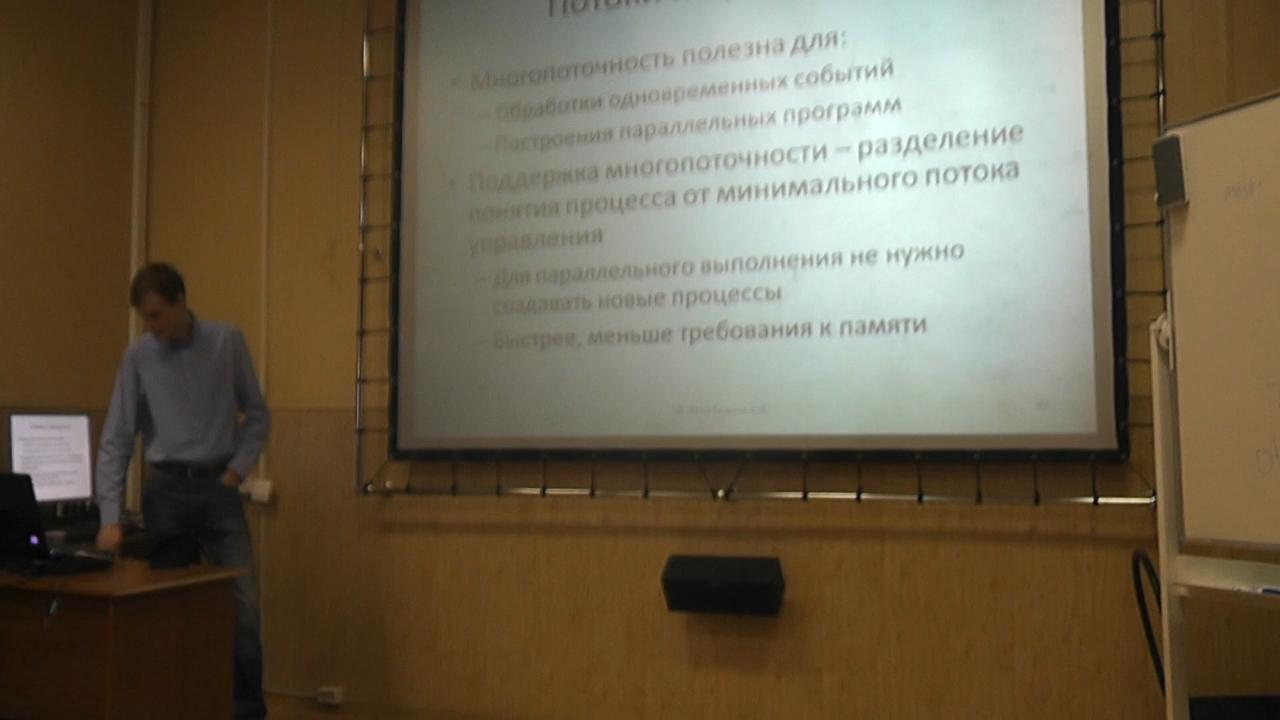 Потоки
• Многопоточность полезна для:
– Обработки одновременных событий
– Построения параллельных программ
• Поддержка многопоточности – разделение
понятия процесса от минимального потока
управления
– Для параллельного выполнения не нужно
создавать новые процессы
– Быстрее, меньше требования к памяти